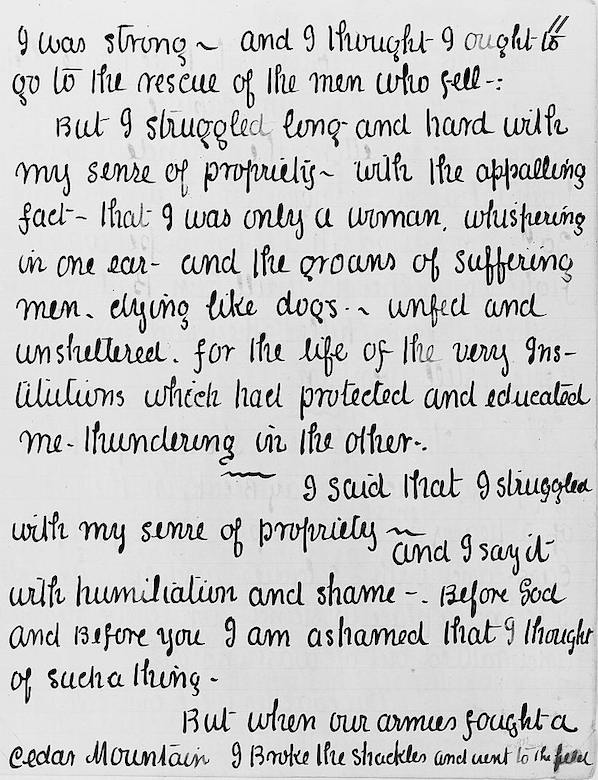 I was strong ~ and I thought I ought to
go to the rescue of the men who fell -:
But I struggled long and hard with
my sense of propriety ~ with the appalling
fact - that I was only a woman, whispering
in one ear - and the groans of suffering
men. dying like dogs. ~ unfed and
unsheltered. for the life of the very Ins-
titutions which had protected and educated
me - thundering in the other -.
I said that I struggled
with my sense of propriety ~
and I say it
with humiliation and shame -. Before God
and Before you I am ashamed that I thought
of such a thing -
But when our armies fought a
Cedar Mountain I Broke the shackles and went to the field